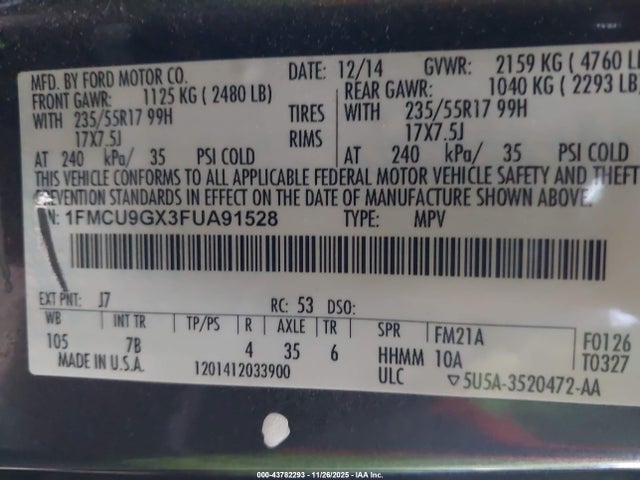 MFD. BY FORD MOTOR CO. DATE: 12/14 GVWR: 2159 KG ( 4760 L
FRONT GAWR: 1125 KG ( 2480 LB) REAR GAWR: 1040 KG ( 2293 LB)
WITH 235/55R17 99H TIRES WITH 235/55R17 99H
17X7.5J RIMS 17X7.5J
AT 240 kPa/ 35 PSI COLD AT 240 kPa/ 35 PSI COLD
THIS VEHICLE CONFORMS TO ALL APPLICABLE FEDERAL MOTOR VEHICLE SAFETY AND THEFT
PREVENTION STANDARDS IN EFFECT ON THE DATE OF MANUFACTURE SHOWN ABOVE.
N: 1FMCU9GX3FUA91528 TYPE: MPV
EXT PNT: J7 RC: 53 DSO:
WB INT TR TP/PS R AXLE TR SPR FM21A F0126
105 7B 4 35 6 HHMM 10A T0327
MADE IN U.S.A. 1201412033900 ULC ▽5U5A-3520472-AA
000-43782293 - 11/26/2025 - IAA Inc.